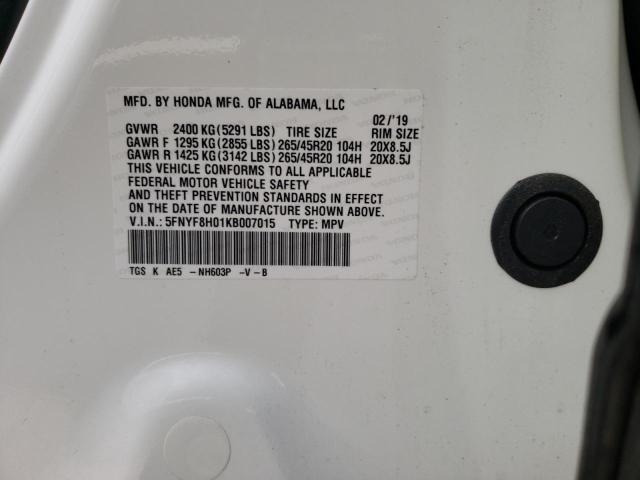 MFD. BY HONDA MFG. OF ALABAMA, LLC
02/'19
GVWR 2400 KG(5291 LBS) TIRE SIZE RIM SIZE
GAWR F 1295 KG(2855 LBS)265/45R20 104H 20X8.5J
GAWR R 1425 KG(3142 LBS)265/45R20 104H 20X8.5J
THIS VEHICLE CONFORMS TO ALL APPLICABLE
FEDERAL MOTOR VEHICLE SAFETY
AND THEFT PREVENTION STANDARDS IN EFFECT
ON THE DATE OF MANUFACTURE SHOWN ABOVE.
V.I.N.: 5FNYF8H01KB007015 TYPE: MPV
TGS K AE5 -NH603P -V-B